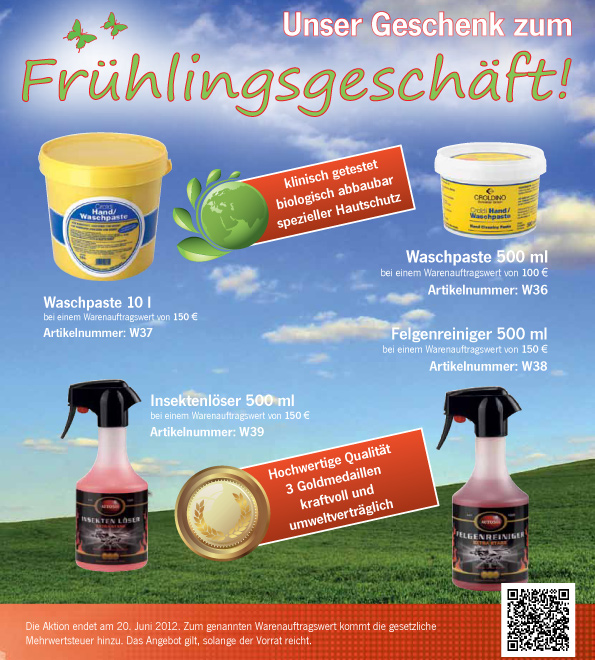 Unser Geschenk zum
Frühlingsgeschäft!
klinisch getestet
biologisch abbaubar
spezieller Hautschutz
Hand/
Waschpaste
CROLDINO
Hand/
Waschpaste
Hand Cleaning Paste
Waschpaste 500 ml
bei einem Warenauftragswert von 100 €
Artikelnummer: W36
Waschpaste 10 l
bei einem Warenauftragswert von 150 €
Artikelnummer: W37
Felgenreiniger 500 ml
bei einem Warenauftragswert von 150 €
Artikelnummer: W38
Insektenlöser 500 ml
bei einem Warenauftragswert von 150 €
Artikelnummer: W39
Hochwertige Qualität
3 Goldmedaillen
kraftvoll und
umweltverträglich
AUTOSOL
INSEKTEN LÖSER
AUTOSOL
FELGENREINIGER
Die Aktion endet am 20. Juni 2012. Zum genannten Warenauftragswert kommt die gesetzliche
Mehrwertsteuer hinzu. Das Angebot gilt, solange der Vorrat reicht.